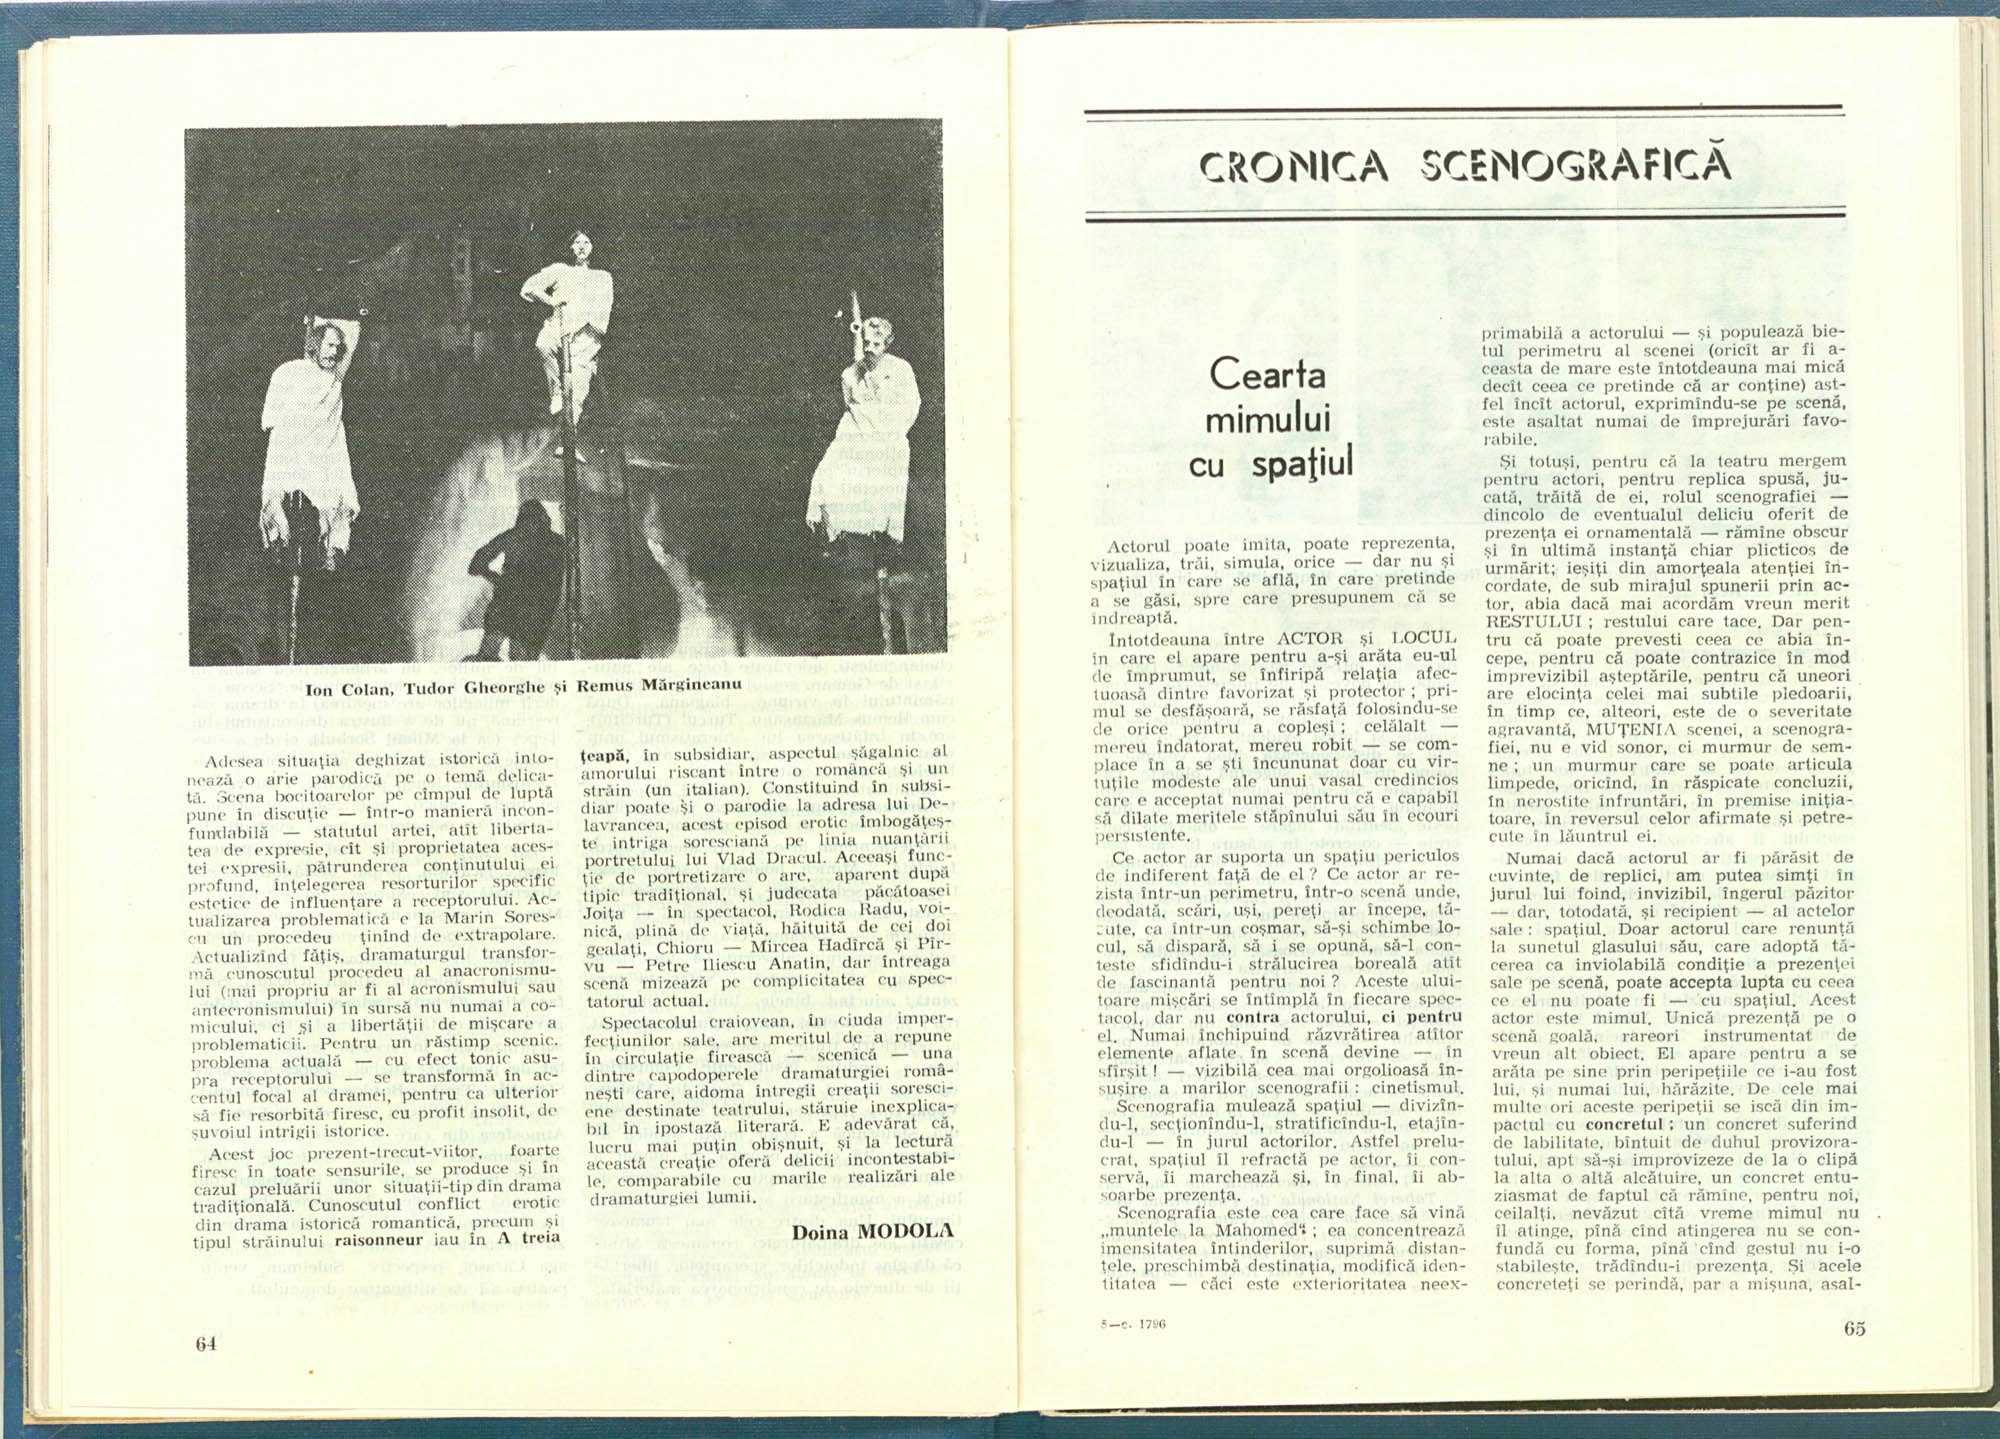 Ion Colan, Tudor Gheorghe și Remus Mărgineanu
Adesea situația deghizat istorică into-
nează o arie parodică pe o temă delica-
tă. Scena bocitoarelor pe cîmpul de luptă
pune în discuție — într-o manieră incon-
fundabilă — statutul artei, atît liberta-
tea de expresie, cît și proprietatea aces-
tei expresii, pătrunderea conținutului ei
profund, înțelegerea resorturilor specific
estetice de influențare a receptorului. Ac-
tualizarea problematică e la Marin Sores-
cu un procedeu ținînd de extrapolare.
Actualizînd fățiș, dramaturgul transfor-
mă cunoscutul procedeu al anacronismu-
lui (mai propriu ar fi al acronismului sau
antecronismului) în sursă nu numai a co-
micului, ci și a libertății de mișcare a
problematicii. Pentru un răstimp scenic,
problema actuală — cu efect tonic asu-
pra receptorului — se transformă în ac-
centul focal al dramei, pentru ca ulterior
să fie resorbită firesc, cu profit insolit, de
șuvoiul intrigii istorice.
Acest joc prezent-trecut-viitor, foarte
firesc în toate sensurile, se produce și în
cazul preluării unor situații-tip din drama
tradițională. Cunoscutul conflict erotic
din drama istorică romantică, precum și
tipul străinului raisonneur iau în A treia
țeapă, în subsidiar, aspectul șăgalnic al
amorului riscant între o româncă și un
străin (un italian). Constituind în subsi-
diar poate și o parodie la adresa lui De-
lavrancea, acest episod erotic îmbogățeș-
te intriga soresciană pe linia nuanțării
portretului lui Vlad Dracul. Aceeași func-
ție de portretizare o are, aparent după
tipic tradițional, și judecata păcătoasei
Joița — în spectacol, Rodica Radu, voi-
nică, plină de viață, hăituită de cei doi
gealați, Chioru — Mircea Hadîrcă și Pîr-
vu — Petre Iliescu Anatin, dar întreaga
scenă mizează pe complicitatea cu spec-
tatorul actual.
Spectacolul craiovean, în ciuda imper-
fecțiunilor sale, are meritul de a repune
în circulație firească — scenică — una
dintre capodoperele dramaturgiei româ-
nești care, aidoma întregii creații soresci-
ene destinate teatrului, stăruie inexplica-
bil în ipostază literară. E adevărat că,
lucru mai puțin obișnuit, și la lectură
această creație oferă delicii incontestabi-
le, comparabile cu marile realizări ale
dramaturgiei lumii.
Doina MODOLA
64
CRONICA SCENOGRAFICĂ
Cearta
mimului
cu spațiul
Actorul poate imita, poate reprezenta,
vizualiza, trăi, simula, orice — dar nu și
spațiul în care se află, în care pretinde
a se găsi, spre care presupunem că se
îndreaptă.
Întotdeauna între ACTOR și LOCUL
în care el apare pentru a-și arăta eu-ul
de împrumut, se înfiripă relația afec-
tuoasă dintre favorizat și protector ; pri-
mul se desfășoară, se răsfață folosindu-se
de orice pentru a copleși ; celălalt —
mereu îndatorat, mereu robit — se com-
place în a se ști încununat doar cu vir-
tuțile modeste ale unui vasal credincios
care e acceptat numai pentru că e capabil
să dilate meritele stăpînului său în ecouri
persistente.
Ce actor ar suporta un spațiu periculos
de indiferent față de el ? Ce actor ar re-
zista într-un perimetru, într-o scenă unde,
deodată, scări, uși, pereți ar începe, tă-
cute, ca într-un coșmar, să-și schimbe lo-
cul, să dispară, să i se opună, să-l con-
teste sfidîndu-i strălucirea boreală atît
de fascinantă pentru noi ? Aceste ului-
toare mișcări se întîmplă în fiecare spec-
tacol, dar nu contra actorului, ci pentru
el. Numai închipuind răzvrătirea atîtor
elemente aflate în scenă devine — în
sfîrșit ! — vizibilă cea mai orgolioasă în-
sușire a marilor scenografii : cinetismul.
Scenografia mulează spațiul — divizîn-
du-l, secționîndu-l, stratificîndu-l, etajîn-
du-l — în jurul actorilor. Astfel prelu-
crat, spațiul îl refractă pe actor, îi con-
servă, îi marchează și, în final, îi ab-
soarbe prezența.
Scenografia este cea care face să vină
„muntele la Mahomed“ ; ea concentrează
imensitatea întinderilor, suprimă distan-
țele, preschimbă destinația, modifică iden-
titatea — căci este exterioritatea neex-
primabilă a actorului — și populează bie-
tul perimetru al scenei (oricît ar fi a-
ceasta de mare este întotdeauna mai mică
decît ceea ce pretinde că ar conține) ast-
fel încît actorul, exprimîndu-se pe scenă,
este asaltat numai de împrejurări favo-
rabile.
Și totuși, pentru că la teatru mergem
pentru actori, pentru replica spusă, ju-
cată, trăită de ei, rolul scenografiei —
dincolo de eventualul deliciu oferit de
prezența ei ornamentală — rămîne obscur
și în ultimă instanță chiar plicticos de
urmărit; ieșiți din amorțeala atenției în-
cordate, de sub mirajul spunerii prin ac-
tor, abia dacă mai acordăm vreun merit
RESTULUI ; restului care tace. Dar pen-
tru că poate prevesti ceea ce abia în-
cepe, pentru că poate contrazice în mod
imprevizibil așteptările, pentru că uneori
are elocința celei mai subtile pledoarii,
în timp ce, alteori, este de o severitate
agravantă, MUȚENIA scenei, a scenogra-
fiei, nu e vid sonor, ci murmur de sem-
ne ; un murmur care se poate articula
limpede, oricînd, în răspicate concluzii,
în nerostite înfruntări, în premise iniția-
toare, în reversul celor afirmate și petre-
cute în lăuntrul ei.
Numai dacă actorul ar fi părăsit de
cuvinte, de replici, am putea simți în
jurul lui foind, invizibil, îngerul păzitor
— dar, totodată, și recipient — al actelor
sale : spațiul. Doar actorul care renunță
la sunetul glasului său, care adoptă tă-
cerea ca inviolabilă condiție a prezenței
sale pe scenă, poate accepta lupta cu ceea
ce el nu poate fi — cu spațiul. Acest
actor este mimul. Unică prezență pe o
scenă goală, rareori instrumentat de
vreun alt obiect. El apare pentru a se
arăta pe sine prin peripețiile ce i-au fost
lui, și numai lui, hărăzite. De cele mai
multe ori aceste peripeții se iscă din im-
pactul cu concretul ; un concret suferind
de labilitate, bîntuit de duhul provizora-
tului, apt să-și improvizeze de la o clipă
la alta o altă alcătuire, un concret entu-
ziasmat de faptul că rămîne, pentru noi,
ceilalți, nevăzut cîtă vreme mimul nu
îl atinge, pînă cînd atingerea nu se con-
fundă cu forma, pînă cînd gestul nu i-o
stabilește, trădîndu-i prezența. Și acele
concreteți se perindă, par a mișuna, asal-
5—c. 1796
65